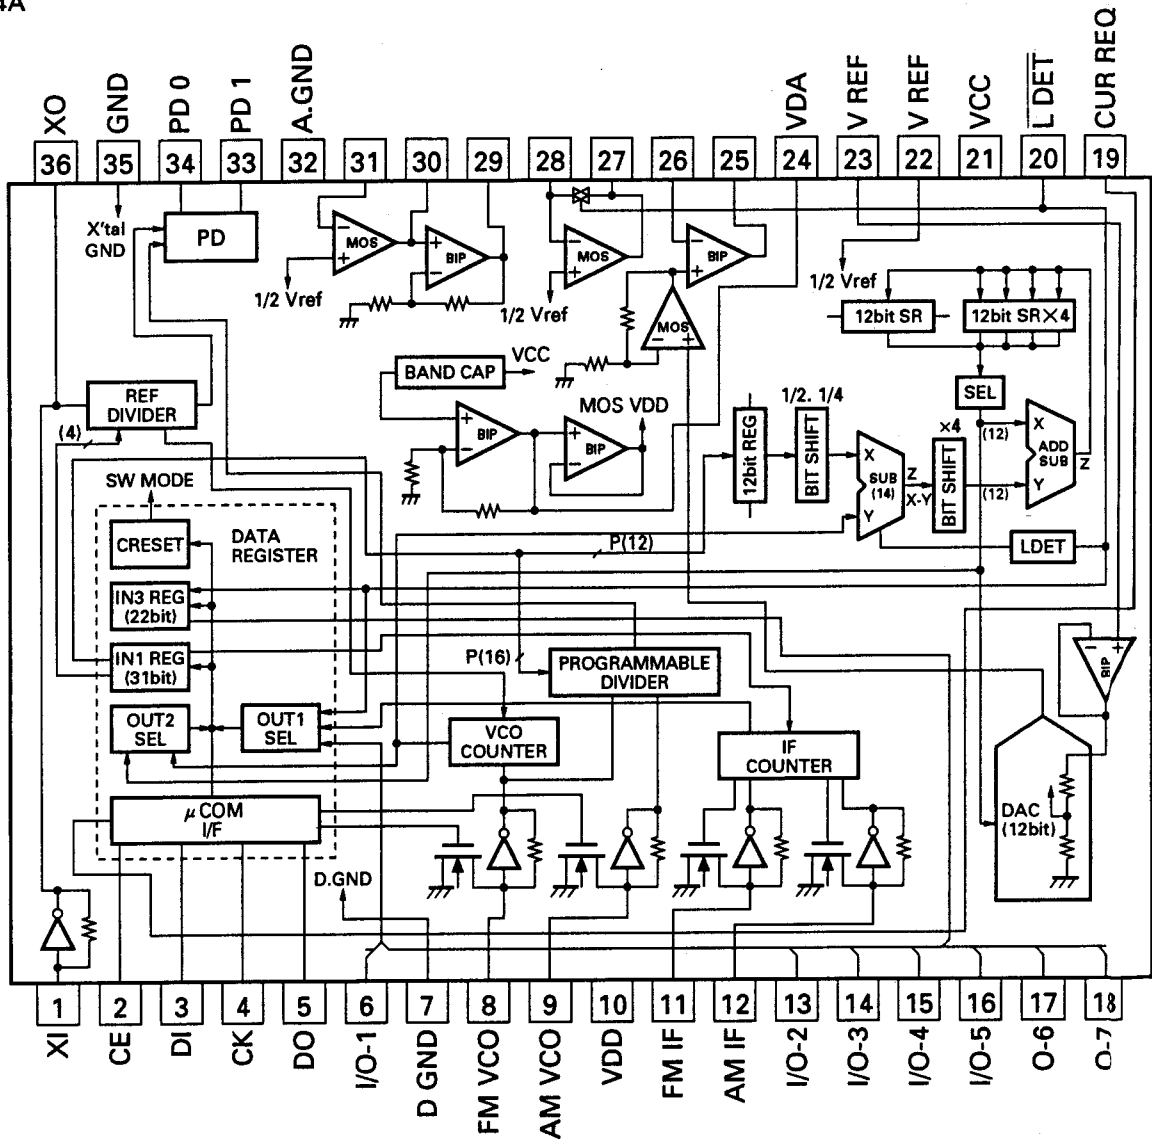 4A
XO
GND
PD 0
PD 1
A.GND
VDA
V REF
V REF
VCC
L DET
CUR REQ
36
35
34
33
32
31
30
29
28
27
26
25
24
23
22
21
20
19
X'tal
GND
PD
1/2 Vref
−
+
MOS
+
−
BIP
1/2 Vref
−
+
MOS
−
+
BIP
MOS
−
+
1/2 Vref
12bit SR
12bit SR×4
SEL
BAND CAP
VCC
MOS VDD
+
−
BIP
+
−
BIP
REF
DIVIDER
(4)
12bit REG
1/2. 1/4
BIT SHIFT
X
SUB
(14)
Y
Z
X-Y
×4
BIT SHIFT
(12)
(12)
X
ADD
SUB
Y
Z
LDET
SW MODE
CRESET
DATA
REGISTER
P(12)
IN3 REG
(22bit)
IN1 REG
(31bit)
P(16)
PROGRAMMABLE
DIVIDER
−
+
BIP
OUT2
SEL
OUT1
SEL
VCO
COUNTER
IF
COUNTER
μCOM
I/F
DAC
(12bit)
D.GND
1
2
3
4
5
6
7
8
9
10
11
12
13
14
15
16
17
18
XI
CE
DI
CK
DO
I/O-1
D GND
FM VCO
AM VCO
VDD
FM IF
AM IF
I/O-2
I/O-3
I/O-4
I/O-5
O-6
O-7